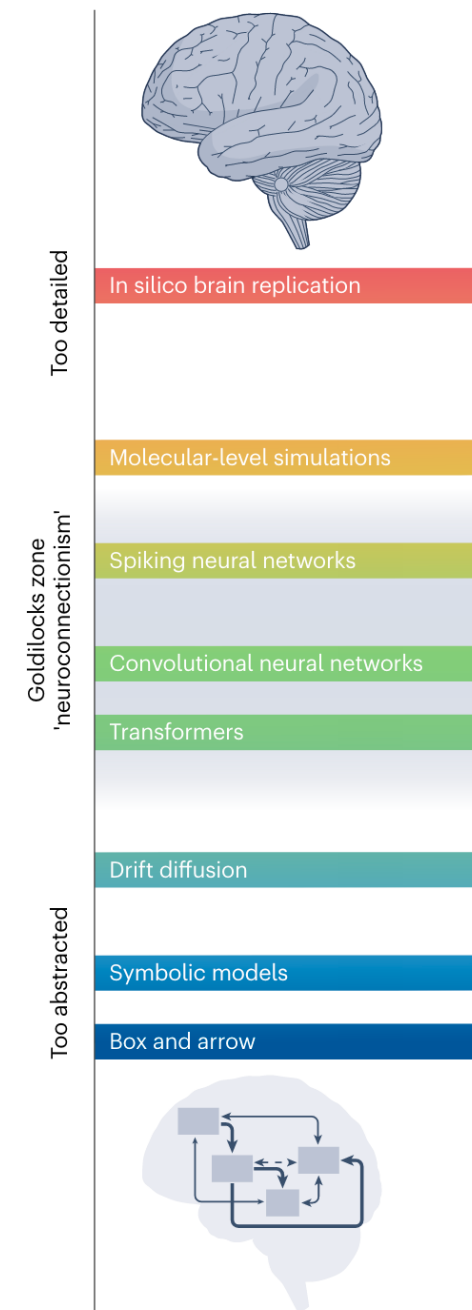 Too detailed
In silico brain replication
Molecular-level simulations
Goldilocks zone
'neuroconnectionism'
Spiking neural networks
Convolutional neural networks
Transformers
Drift diffusion
Too abstracted
Symbolic models
Box and arrow